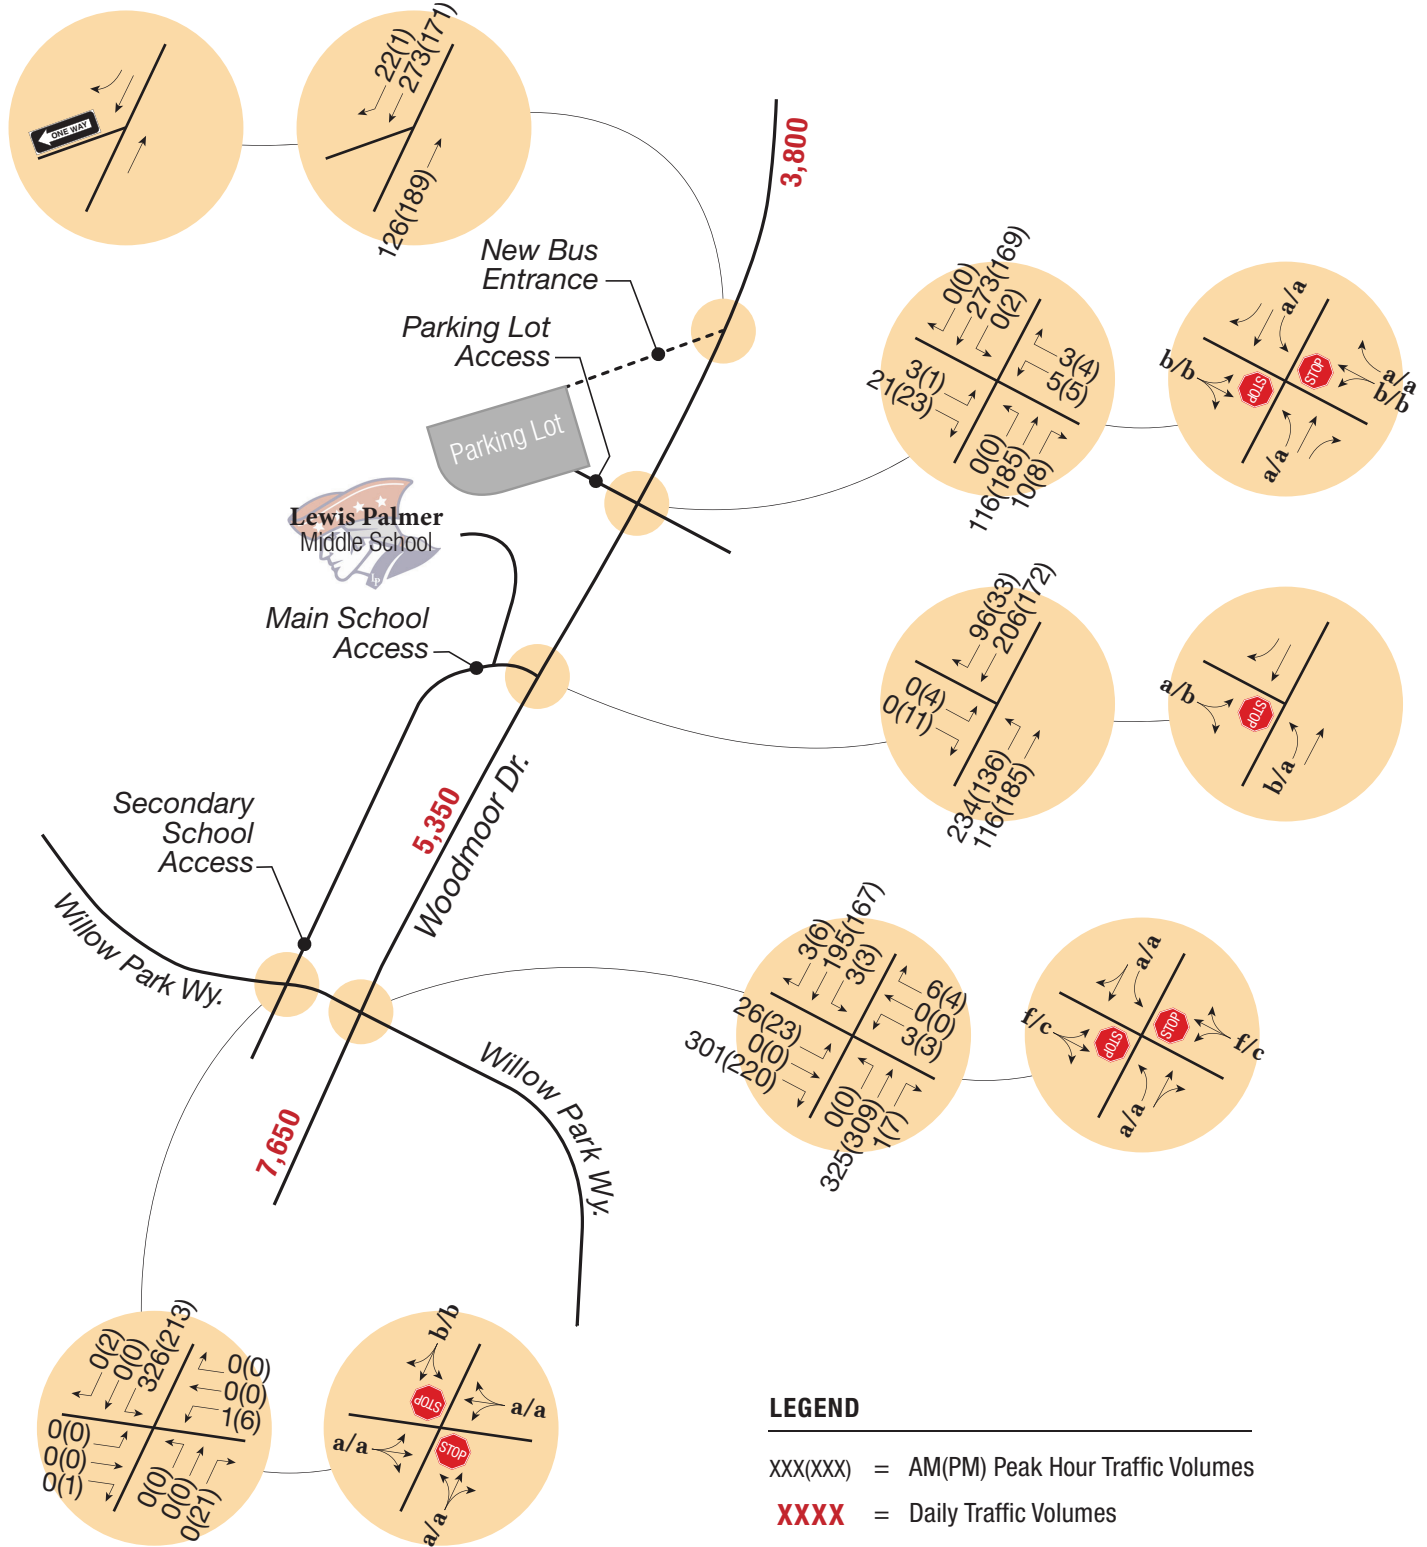 ONE WAY
22(1)
273(171)
126(189)
3,800
New Bus
Entrance
Parking Lot
Access
Parking Lot
Lewis Palmer
Middle School
LP
Main School
Access
Secondary
School
Access
5,350
Woodmoor Dr.
Willow Park Wy.
Willow Park Wy.
7,650
0(0)
273(169)
0(2)
3(4)
5(5)
3(1)
21(23)
0(0)
116(185)
10(8)
a/a
b/b
STOP
STOP
a/a
b/b
a/a
96(33)
206(172)
0(4)
0(11)
234(136)
116(185)
a/b
STOP
b/a
3(6)
195(167)
3(3)
6(4)
0(0)
3(3)
26(23)
0(0)
301(220)
0(0)
325(309)
1(7)
a/a
f/c
STOP
STOP
f/c
a/a
0(2)
0(0)
326(213)
0(0)
0(0)
1(6)
0(0)
0(0)
0(1)
0(0)
0(0)
0(21)
b/b
STOP
a/a
a/a
STOP
a/a
LEGEND
XXX(XXX) = AM(PM) Peak Hour Traffic Volumes
XXXX = Daily Traffic Volumes